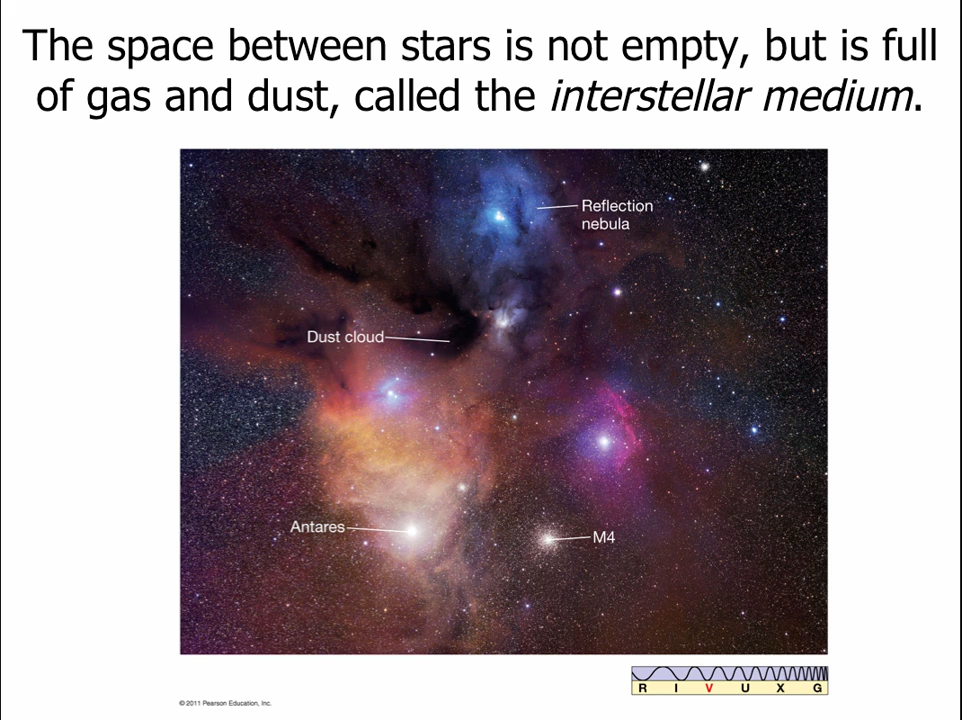 The space between stars is not empty, but is full
of gas and dust, called the interstellar medium.
Reflection
nebula
Dust cloud
Antares
M4
R I V U X G
© 2011 Pearson Education, Inc.